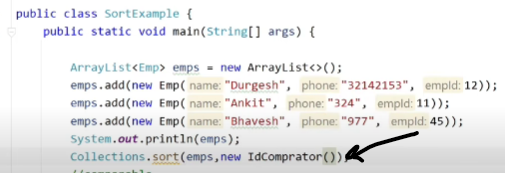 public class SortExample {
public static void main(String[] args) {
ArrayList<Emp> emps = new ArrayList<>();
emps.add(new Emp( name: "Durgesh", phone: "32142153", empId: 12));
emps.add(new Emp( name: "Ankit", phone: "324", empId: 11));
emps.add(new Emp( name: "Bhavesh", phone: "977", empId: 45));
System.out.println(emps);
Collections.sort(emps,new IdComprator())
//comparable